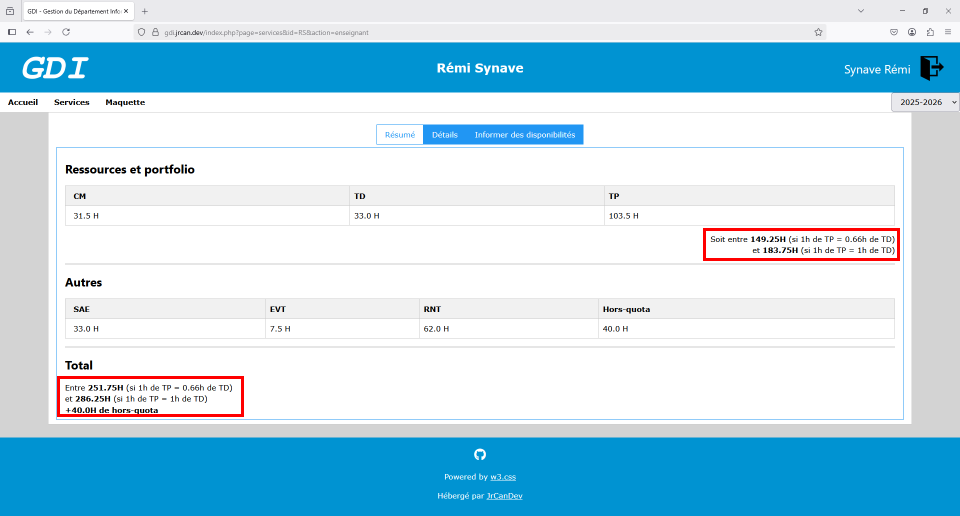 GDI - Gestion du Département Info
gdi.jrcan.dev/index.php?page=services&id=RS&action=enseignant
GDI
Rémi Synave
Synave Rémi
Accueil Services Maquette
2025-2026
Résumé Détails Informer des disponibilités
Ressources et portfolio
CM TD TP
31.5 H 33.0 H 103.5 H
Soit entre 149.25H (si 1h de TP = 0.66h de TD)
et 183.75H (si 1h de TP = 1h de TD)
Autres
SAE EVT RNT Hors-quota
33.0 H 7.5 H 62.0 H 40.0 H
Total
Entre 251.75H (si 1h de TP = 0.66h de TD)
et 286.25H (si 1h de TP = 1h de TD)
+40.0H de hors-quota
Powered by w3.css
Hébergé par JrCanDev